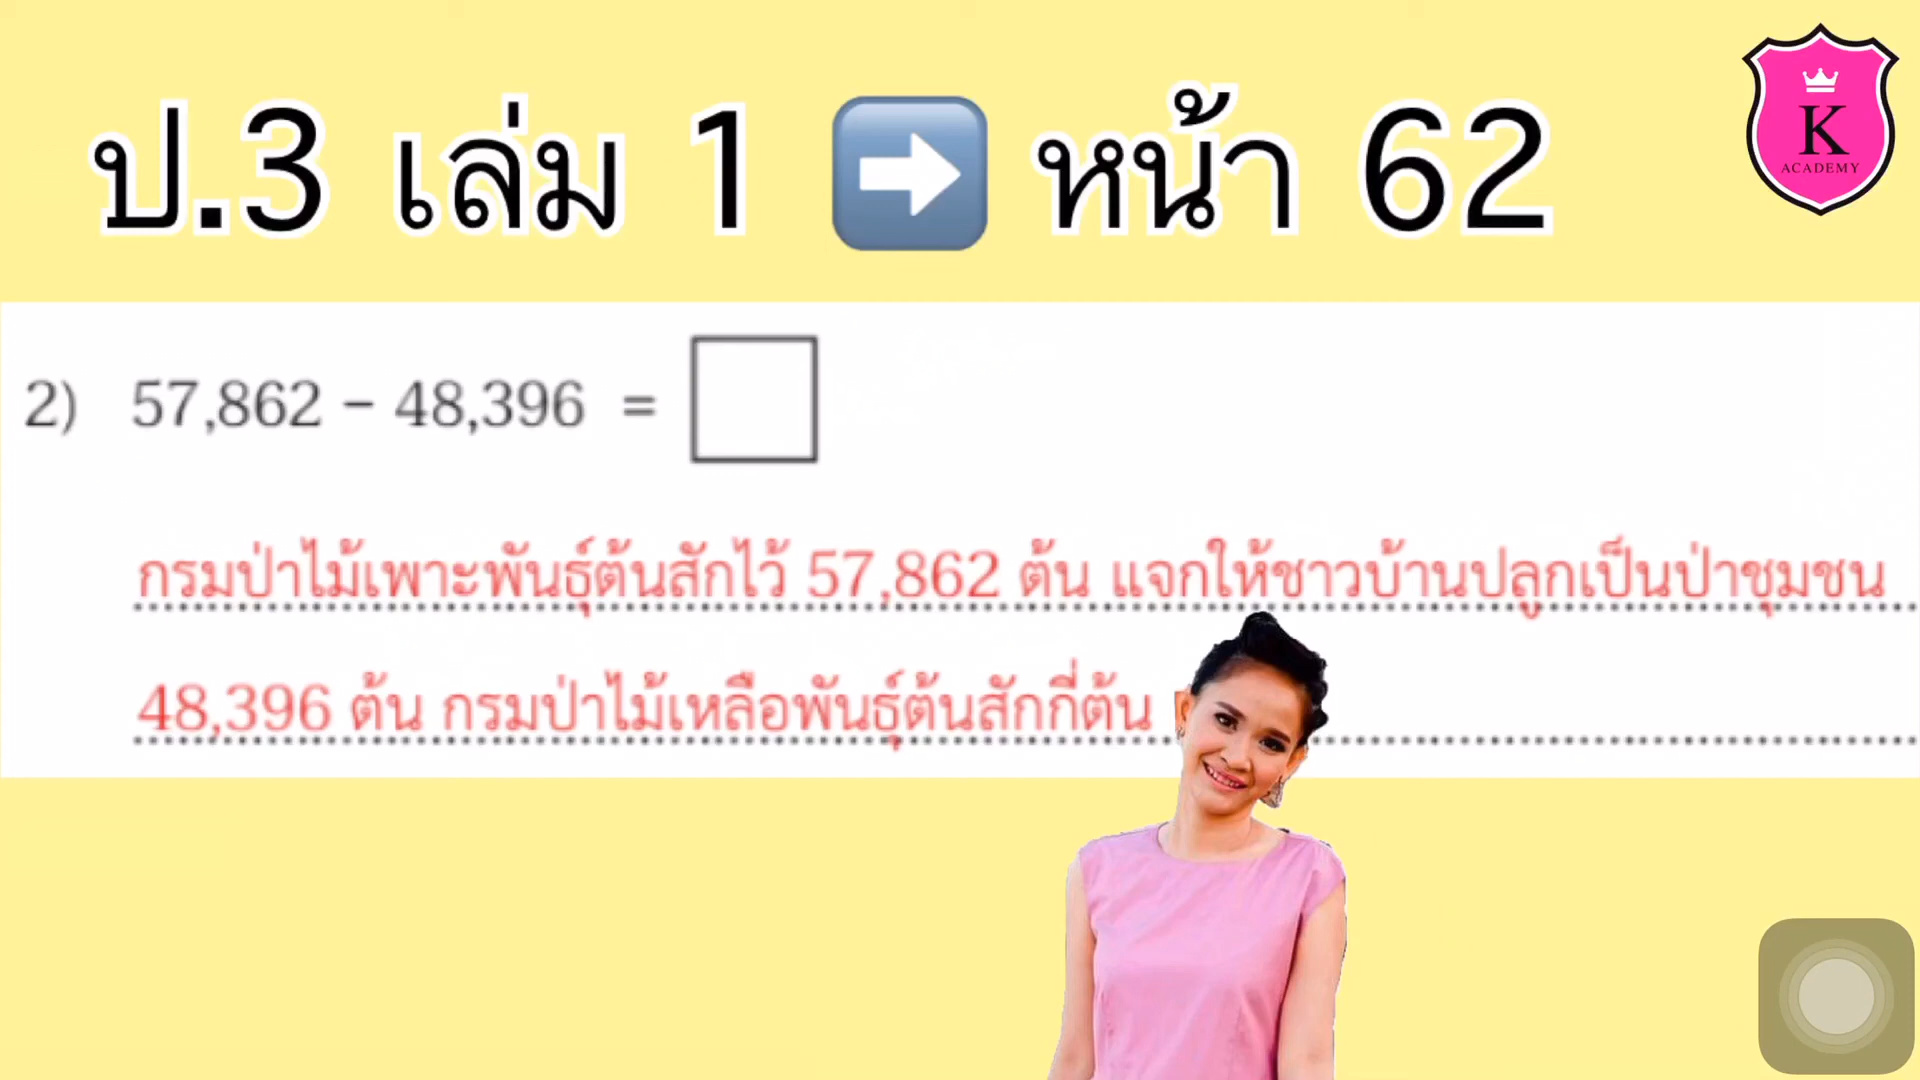 ป.3 เล่ม 1 ➡ หน้า 62
K
ACADEMY
2) 57,862 - 48,396 =
กรมป่าไม้เพาะพันธุ์ต้นสักไว้ 57,862 ต้น แจกให้ชาวบ้านปลูกเป็นป่าชุมชน
48,396 ต้น กรมป่าไม้เหลือพันธุ์ต้นสักกี่ต้น